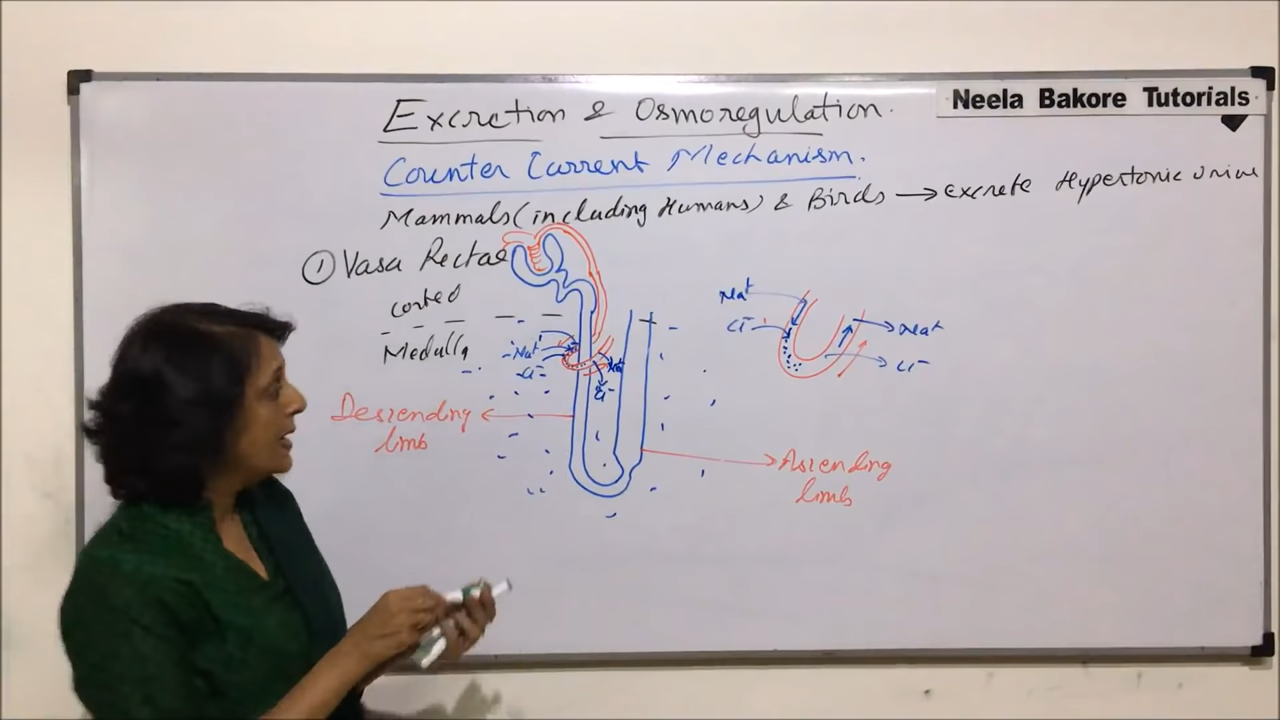 Neela Bakore Tutorials
Excretion & Osmoregulation.
Counter Current Mechanism.
Mammals (including Humans) & Birds → excrete Hypertonic urine
① Vasa Rectae
Cortex
Medulla
Na⁺
Cl⁻
Na⁺
Cl⁻
Descending
limb
Ascending
limb
Na⁺
Cl⁻
Na⁺
Cl⁻